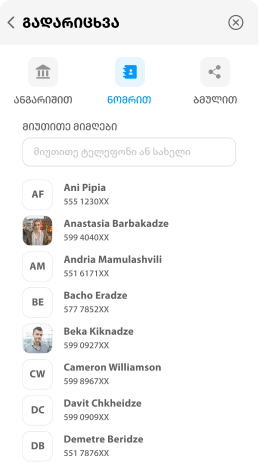 გადარიცხვა
ანგარიშით
ნომრით
ბმულით
მიუთითე მიმღები
მიუთითე ტელეფონი ან სახელი
AF
Ani Pipia
555 1230XX
Anastasia Barbakadze
599 4040XX
AM
Andria Mamulashvili
551 6171XX
BE
Bacho Eradze
577 7852XX
Beka Kiknadze
599 0927XX
CW
Cameron Williamson
599 8967XX
DC
Davit Chkheidze
599 0909XX
DB
Demetre Beridze
551 7876XX